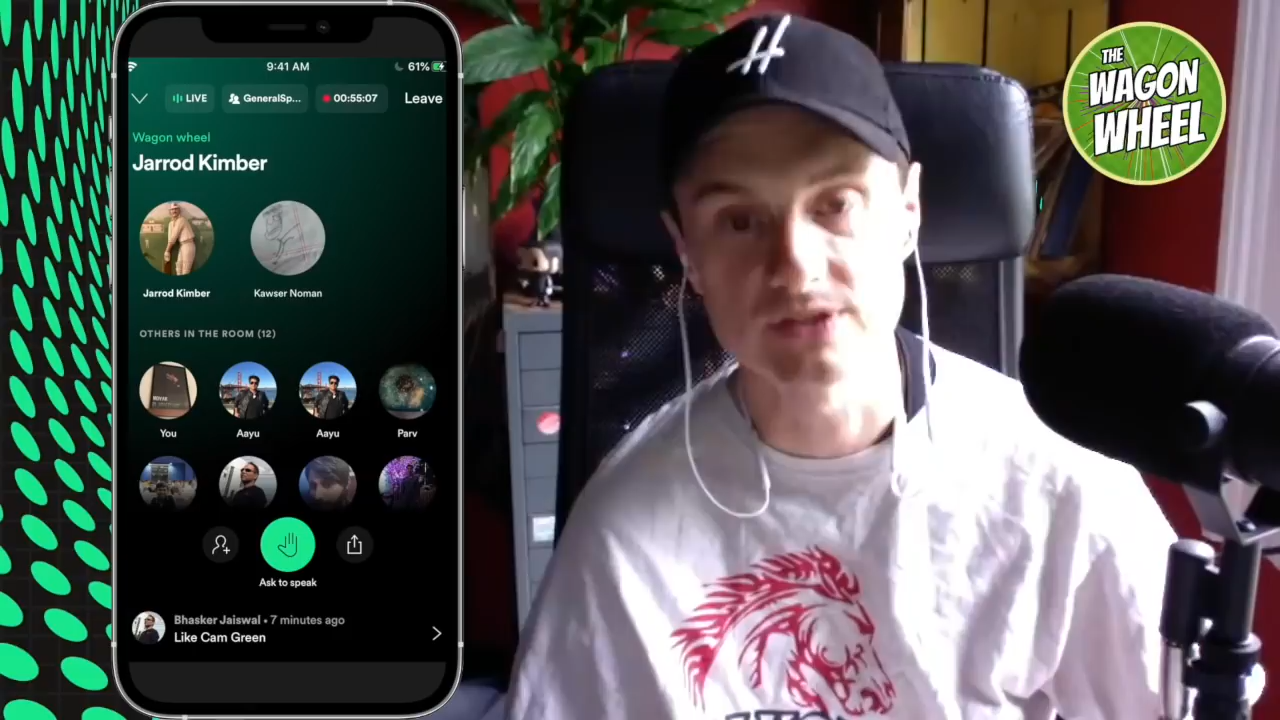 9:41 AM
61%
LIVE
GeneralSp...
00:55:07
Leave
Wagon wheel
Jarrod Kimber
Jarrod Kimber
Kawser Noman
OTHERS IN THE ROOM (12)
You
Aayu
Aayu
Parv
Ask to speak
Bhasker Jaiswal • 7 minutes ago
Like Cam Green
THE
WAGON
WHEEL
H